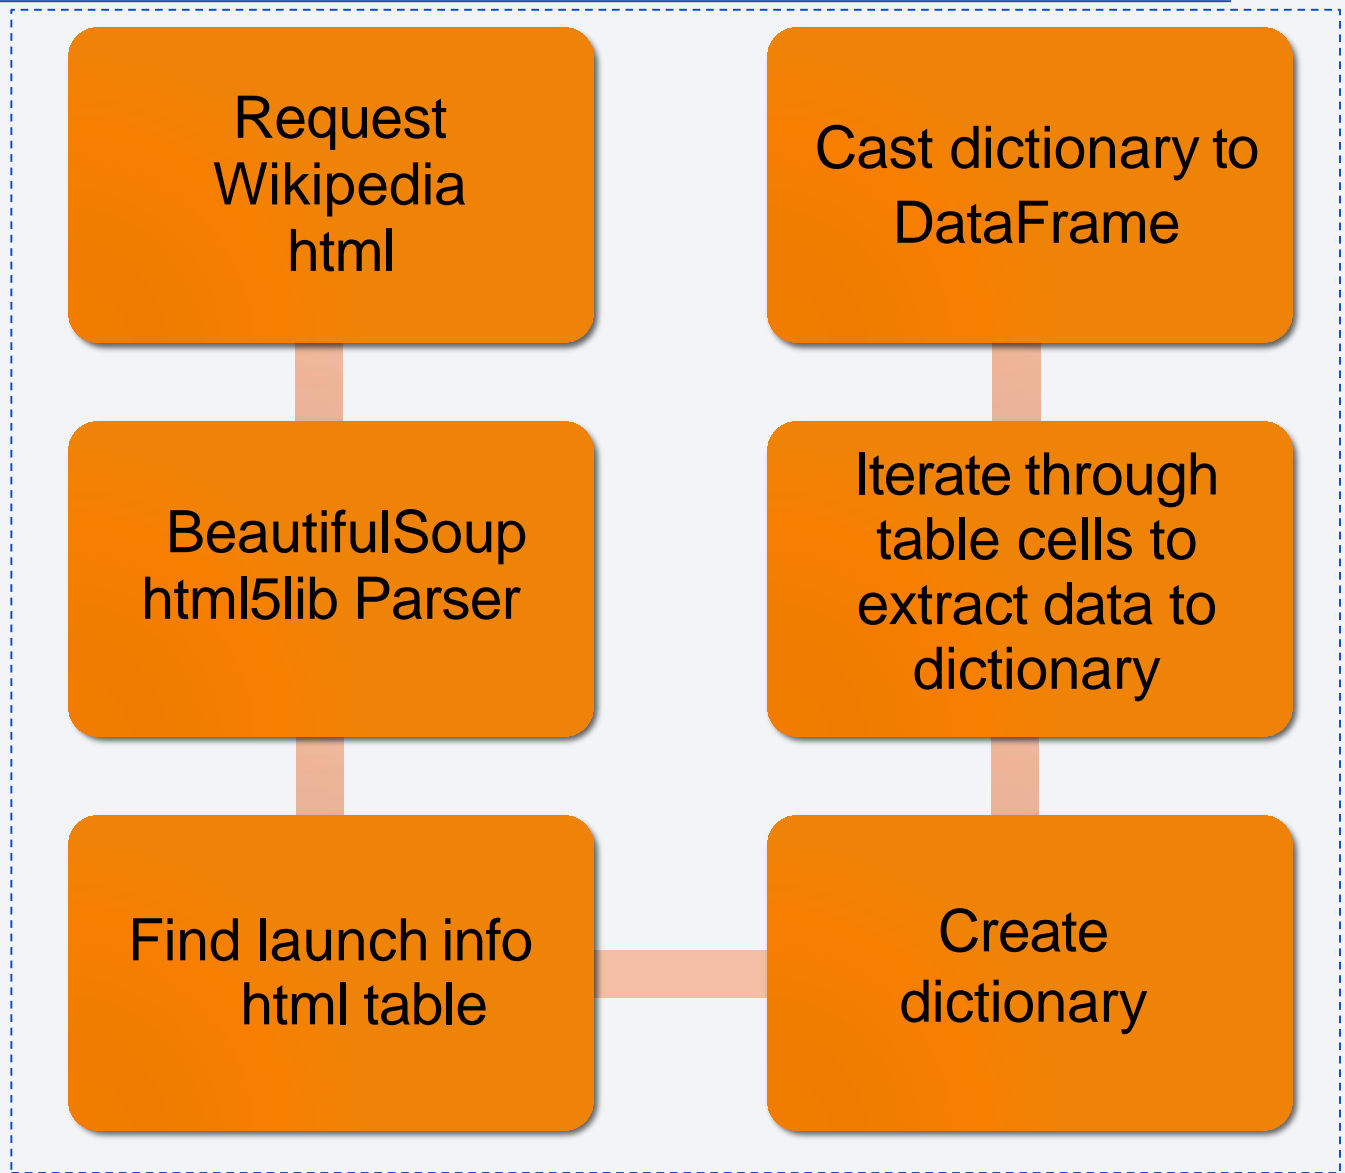 Request
Wikipedia
html
BeautifulSoup
html5lib Parser
Find launch info
html table
Create
dictionary
Iterate through
table cells to
extract data to
dictionary
Cast dictionary to
DataFrame